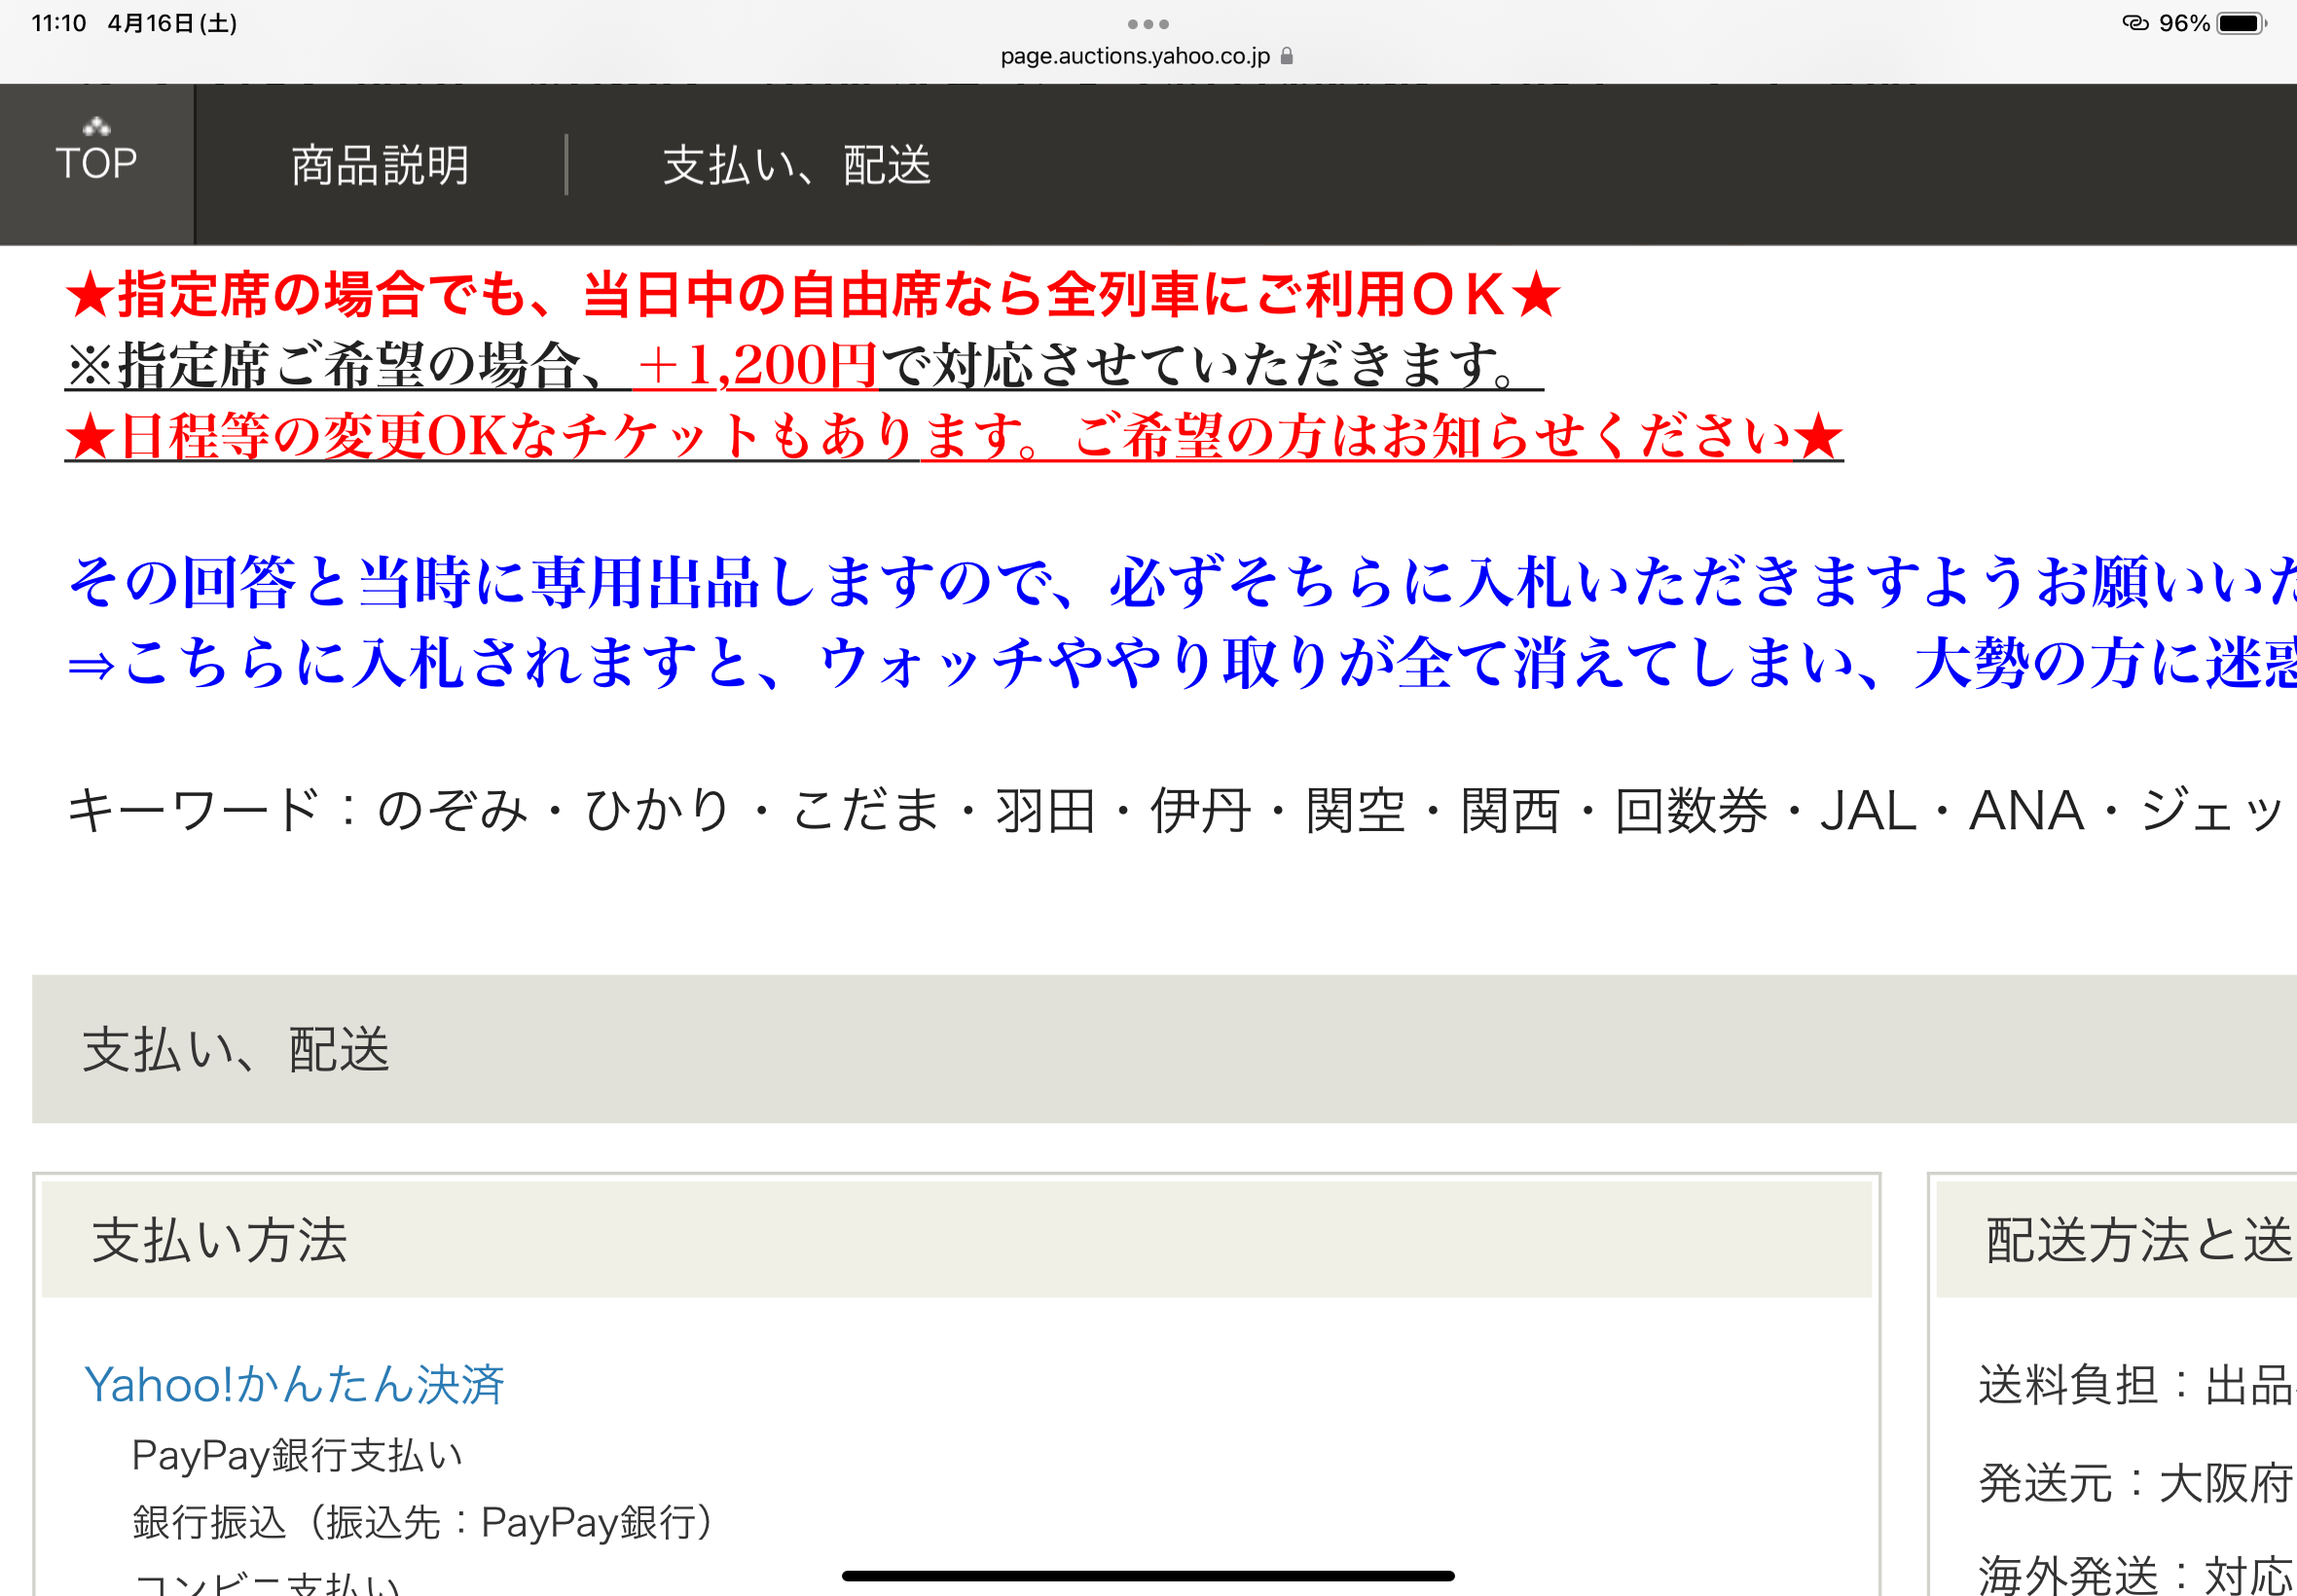 11:10 4月16日(土)
96%
page.auctions.yahoo.co.jp
TOP
商品説明
支払い、配送
★指定席の場合でも、当日中の自由席なら全列車にご利用ＯＫ★
※指定席ご希望の場合、＋1,200円で対応させていただきます。
★日程等の変更OKなチケットもあります。ご希望の方はお知らせください★
その回答と当時に専用出品しますので、必ずそちらに入札いただきますようお願いいた
⇒こちらに入札されますと、ウォッチややり取りが全て消えてしまい、大勢の方に迷惑
キーワード：のぞみ・ひかり・こだま・羽田・伊丹・関空・関西・回数券・JAL・ANA・ジェッ
支払い、配送
支払い方法
配送方法と送
Yahoo!かんたん決済
PayPay銀行支払い
銀行振込（振込先：PayPay銀行）
コンビニ支払い
送料負担：出品
発送元：大阪府
海外発送：対応